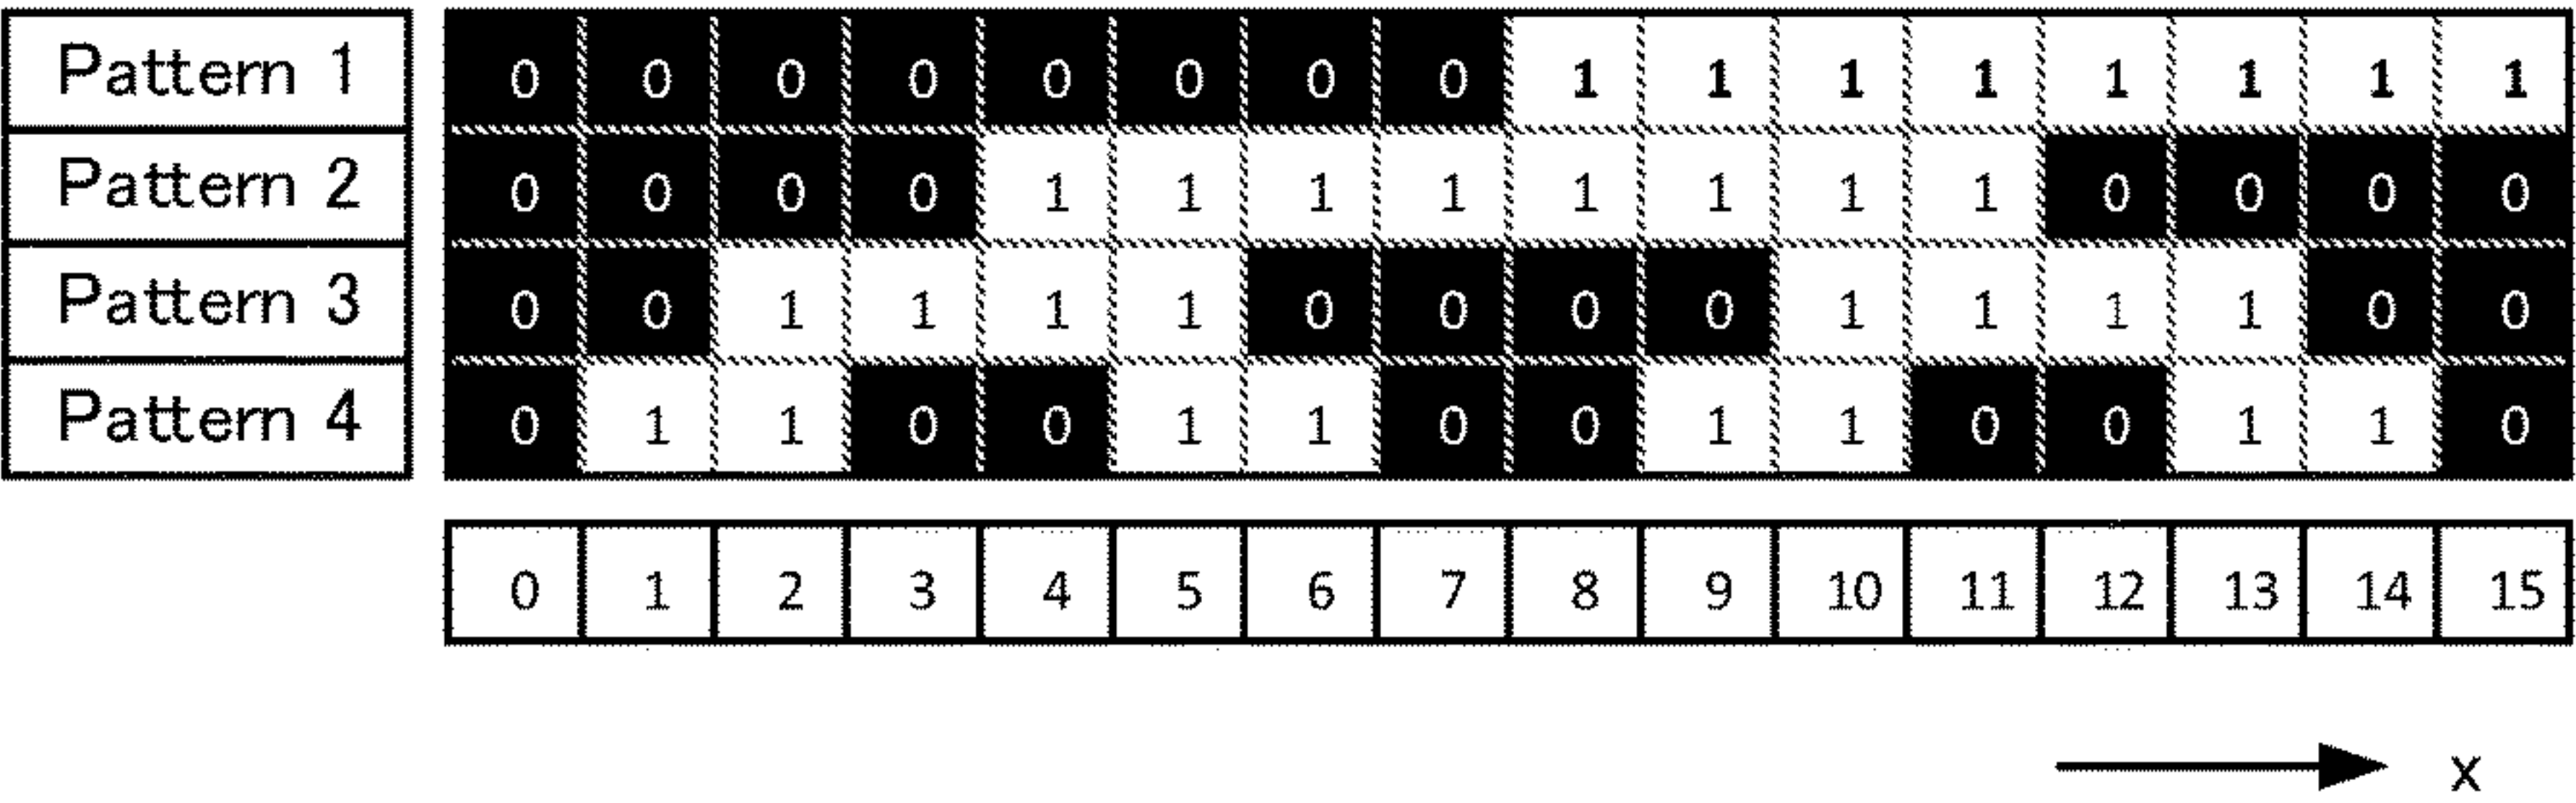 Pattern 1 0 0 0 0 0 0 0 0 1 1 1 1 1 1 1 1
Pattern 2 0 0 0 0 1 1 1 1 1 1 1 1 0 0 0 0
Pattern 3 0 0 1 1 1 1 0 0 0 0 1 1 1 1 0 0
Pattern 4 0 1 1 0 0 1 1 0 0 1 1 0 0 1 1 0
0 1 2 3 4 5 6 7 8 9 10 11 12 13 14 15
x